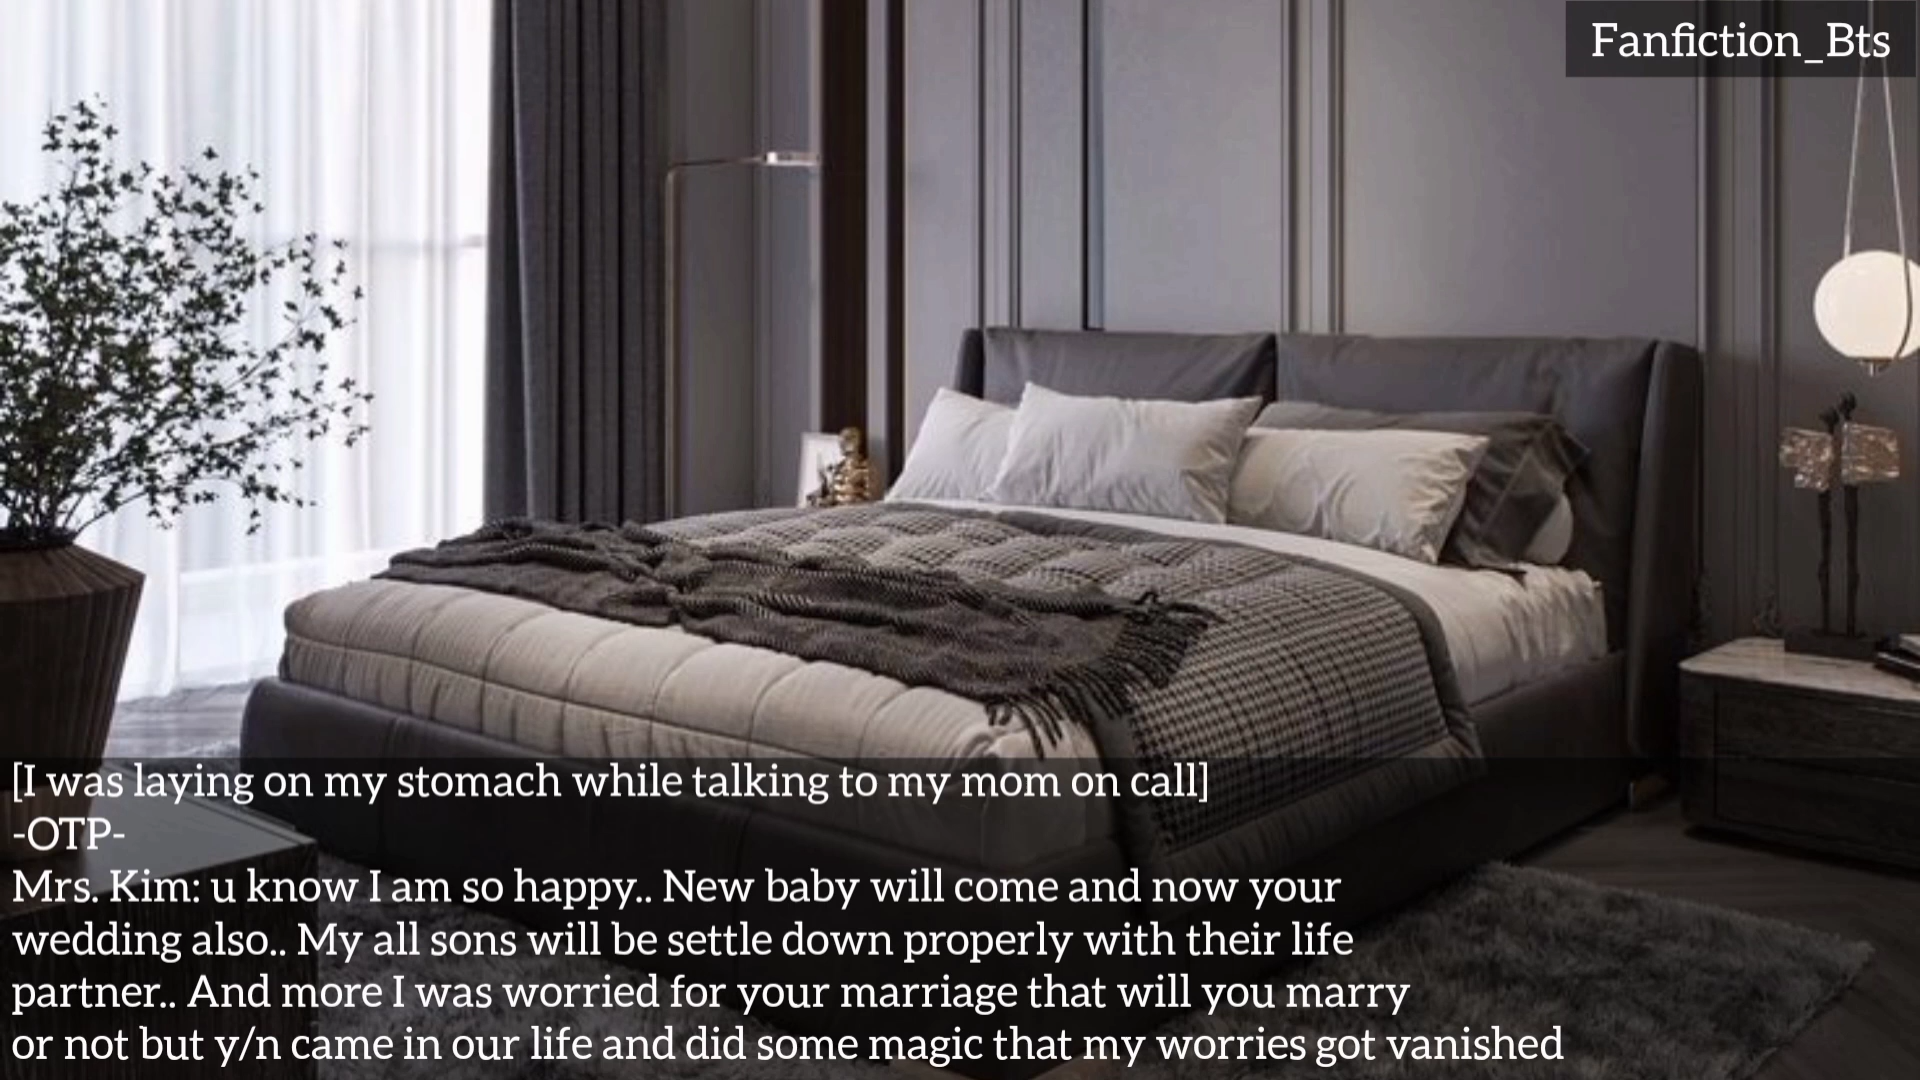 Fanfiction_Bts
[I was laying on my stomach while talking to my mom on call]
-OTP-
Mrs. Kim: u know I am so happy.. New baby will come and now your
wedding also.. My all sons will be settle down properly with their life
partner.. And more I was worried for your marriage that will you marry
or not but y/n came in our life and did some magic that my worries got vanished